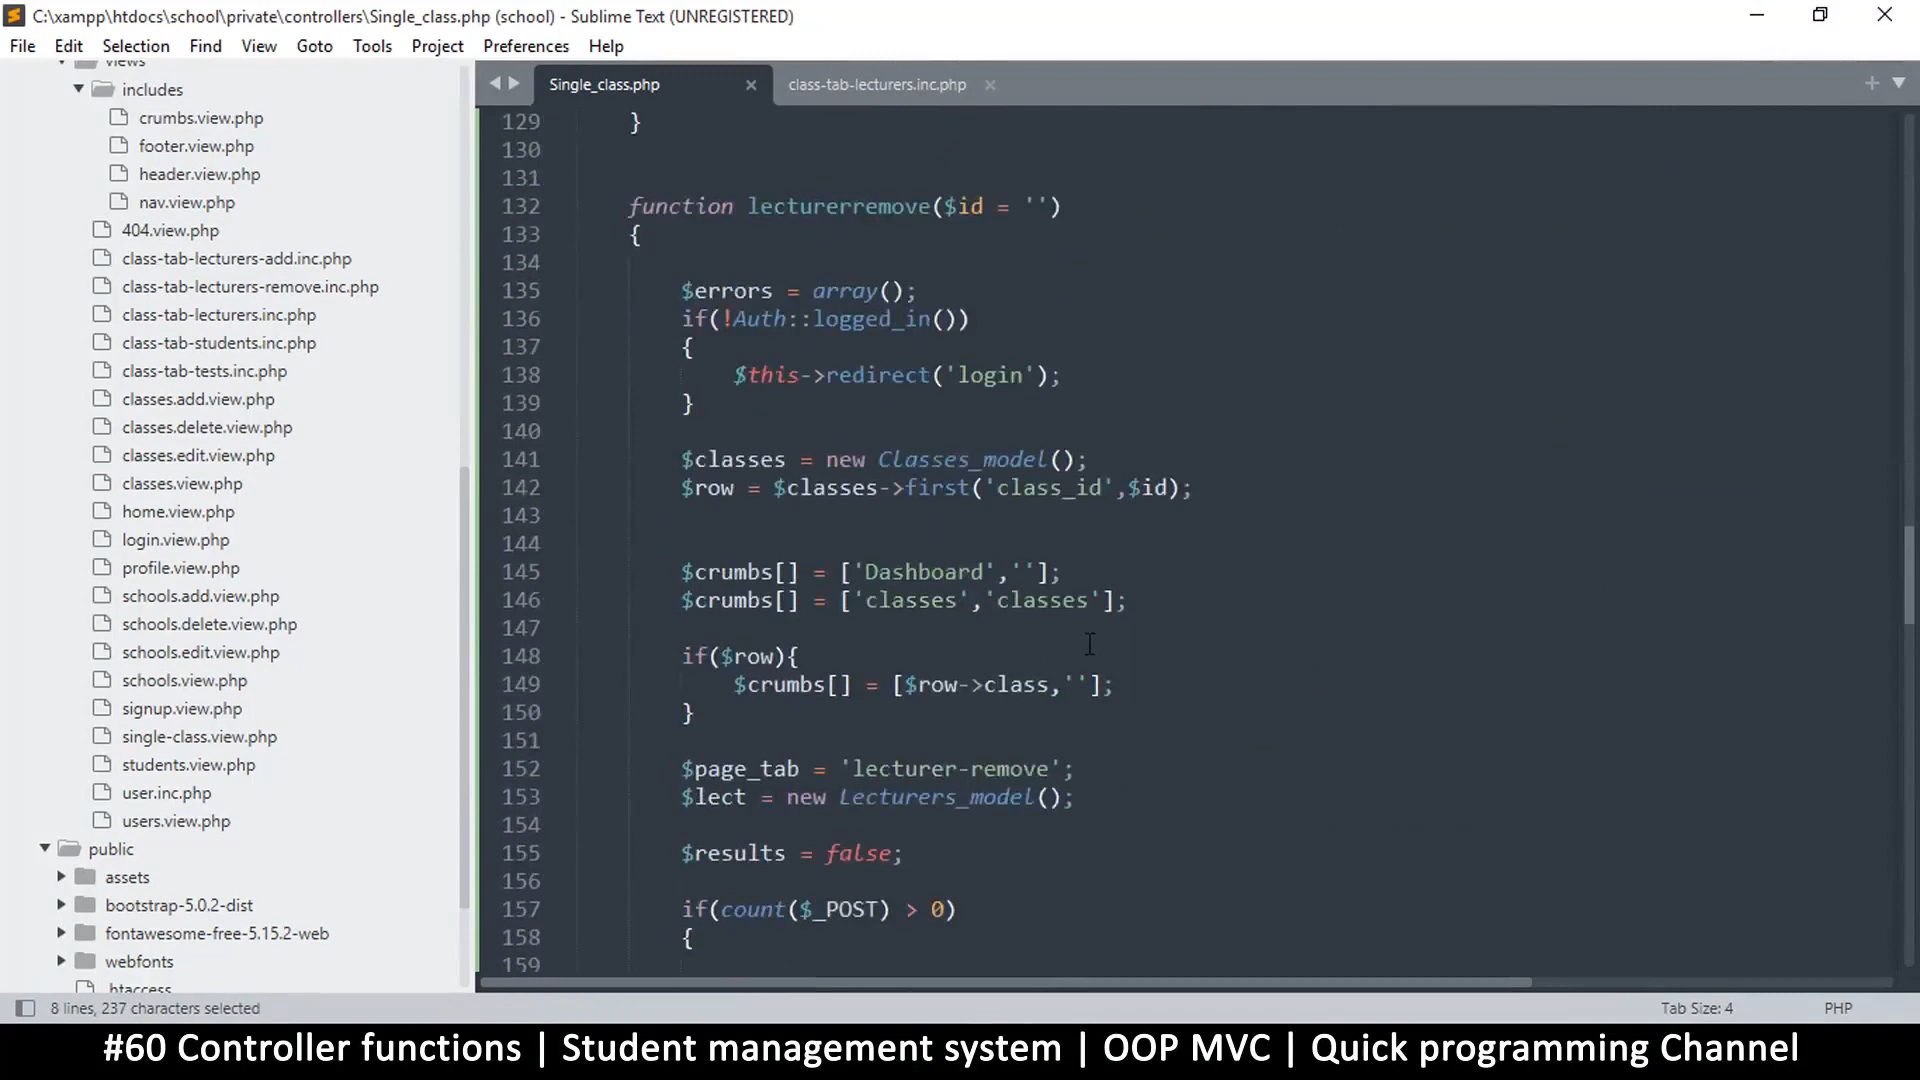 C:\xampp\htdocs\school\private\controllers\Single_class.php (school) - Sublime Text (UNREGISTERED)
File Edit Selection Find View Goto Tools Project Preferences Help
views
includes
crumbs.view.php
footer.view.php
header.view.php
nav.view.php
404.view.php
class-tab-lecturers-add.inc.php
class-tab-lecturers-remove.inc.php
class-tab-lecturers.inc.php
class-tab-students.inc.php
class-tab-tests.inc.php
classes.add.view.php
classes.delete.view.php
classes.edit.view.php
classes.view.php
home.view.php
login.view.php
profile.view.php
schools.add.view.php
schools.delete.view.php
schools.edit.view.php
schools.view.php
signup.view.php
single-class.view.php
students.view.php
user.inc.php
users.view.php
public
assets
bootstrap-5.0.2-dist
fontawesome-free-5.15.2-web
webfonts
.htaccess
Single_class.php class-tab-lecturers.inc.php
129 }
130
131
132 function lecturerremove($id = '')
133 {
134
135 $errors = array();
136 if(!Auth::logged_in())
137 {
138 $this->redirect('login');
139 }
140
141 $classes = new Classes_model();
142 $row = $classes->first('class_id',$id);
143
144
145 $crumbs[] = ['Dashboard',''];
146 $crumbs[] = ['classes','classes'];
147
148 if($row){
149 $crumbs[] = [$row->class,''];
150 }
151
152 $page_tab = 'lecturer-remove';
153 $lect = new Lecturers_model();
154
155 $results = false;
156
157 if(count($_POST) > 0)
158 {
159
8 lines, 237 characters selected Tab Size: 4 PHP
#60 Controller functions | Student management system | OOP MVC | Quick programming Channel